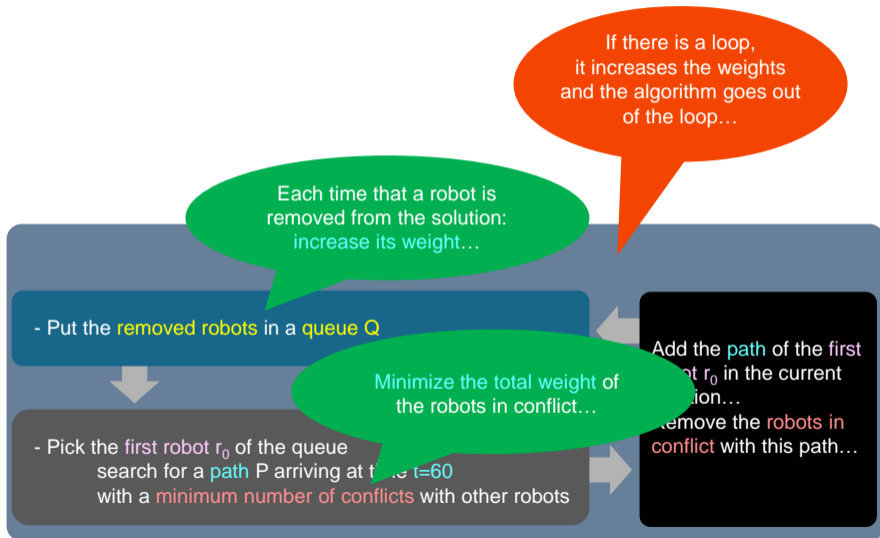 If there is a loop,
it increases the weights
and the algorithm goes out
of the loop…
Each time that a robot is
removed from the solution:
increase its weight…
- Put the removed robots in a queue Q
Minimize the total weight of
the robots in conflict…
- Pick the first robot r0 of the queue
search for a path P arriving at t=60
with a minimum number of conflicts with other robots
Add the path of the first
r0 in the current
Remove the robots in
conflict with this path…